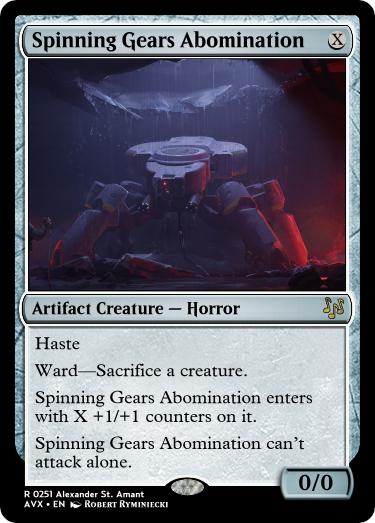 Spinning Gears Abomination X
Artifact Creature — Horror
Haste
Ward—Sacrifice a creature.
Spinning Gears Abomination enters
with X +1/+1 counters on it.
Spinning Gears Abomination can't
attack alone.
0/0
R 0251 Alexander St. Amant
AVX • EN Robert Ryminiecki